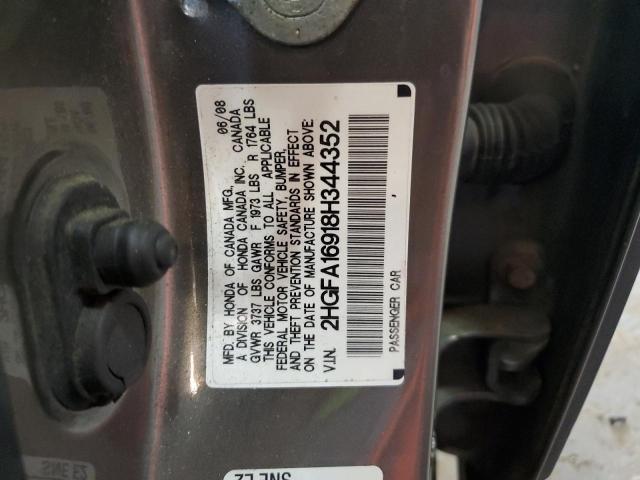 MFD. BY HONDA OF CANADA MFG., 06/08
A DIVISION OF HONDA CANADA INC., CANADA
GVWR 3737 LBS GAWR F 1973 LBS R 1764 LBS
THIS VEHICLE CONFORMS TO ALL APPLICABLE
FEDERAL MOTOR VEHICLE SAFETY, BUMPER,
AND THEFT PREVENTION STANDARDS IN EFFECT
ON THE DATE OF MANUFACTURE SHOWN ABOVE:
V.I.N. 2HGFA16918H344352
PASSENGER CAR